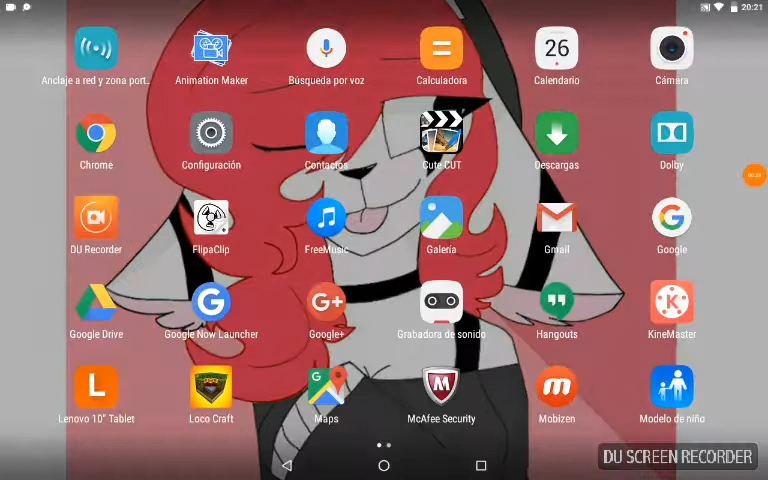 20:21
Anclaje a red y zona port..
Animation Maker
Búsqueda por voz
Calculadora
26
Calendario
Cámara
Chrome
Configuración
Contactos
Cute CUT
Descargas
Dolby
00:29
DU Recorder
FlipaClip
FreeMusic
Galería
Gmail
Google
Google Drive
Google Now Launcher
Google+
Grabadora de sonido
Hangouts
KineMaster
Lenovo 10" Tablet
Loco Craft
Maps
McAfee Security
Mobizen
Modelo de niño
DU SCREEN RECORDER